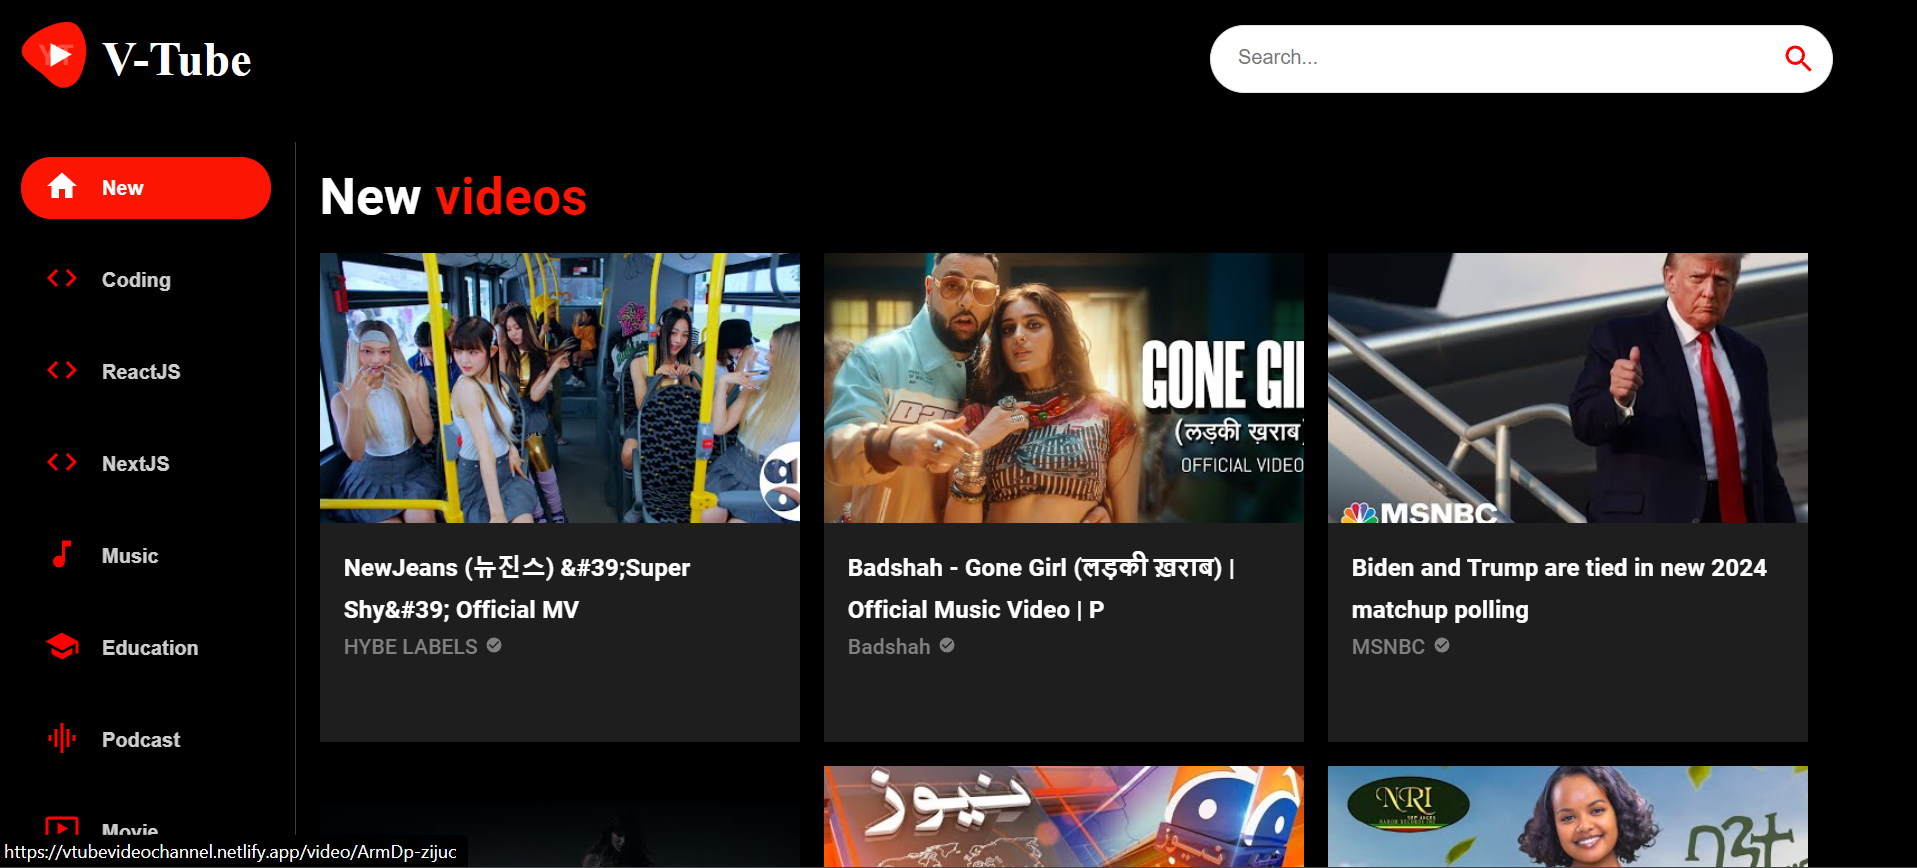 V-Tube
Search...
New
Coding
ReactJS
NextJS
Music
Education
Podcast
Movie
New videos
GONE GI
(लड़की ख़राब)
OFFICIAL VIDEO
MSNBC
NewJeans (뉴진스) &#39;Super
Shy&#39; Official MV
HYBE LABELS
Badshah - Gone Girl (लड़की ख़राब) |
Official Music Video | P
Badshah
Biden and Trump are tied in new 2024
matchup polling
MSNBC
نیوز
نیوز
NRI
https://vtubevideochannel.netlify.app/video/ArmDp-zijuc